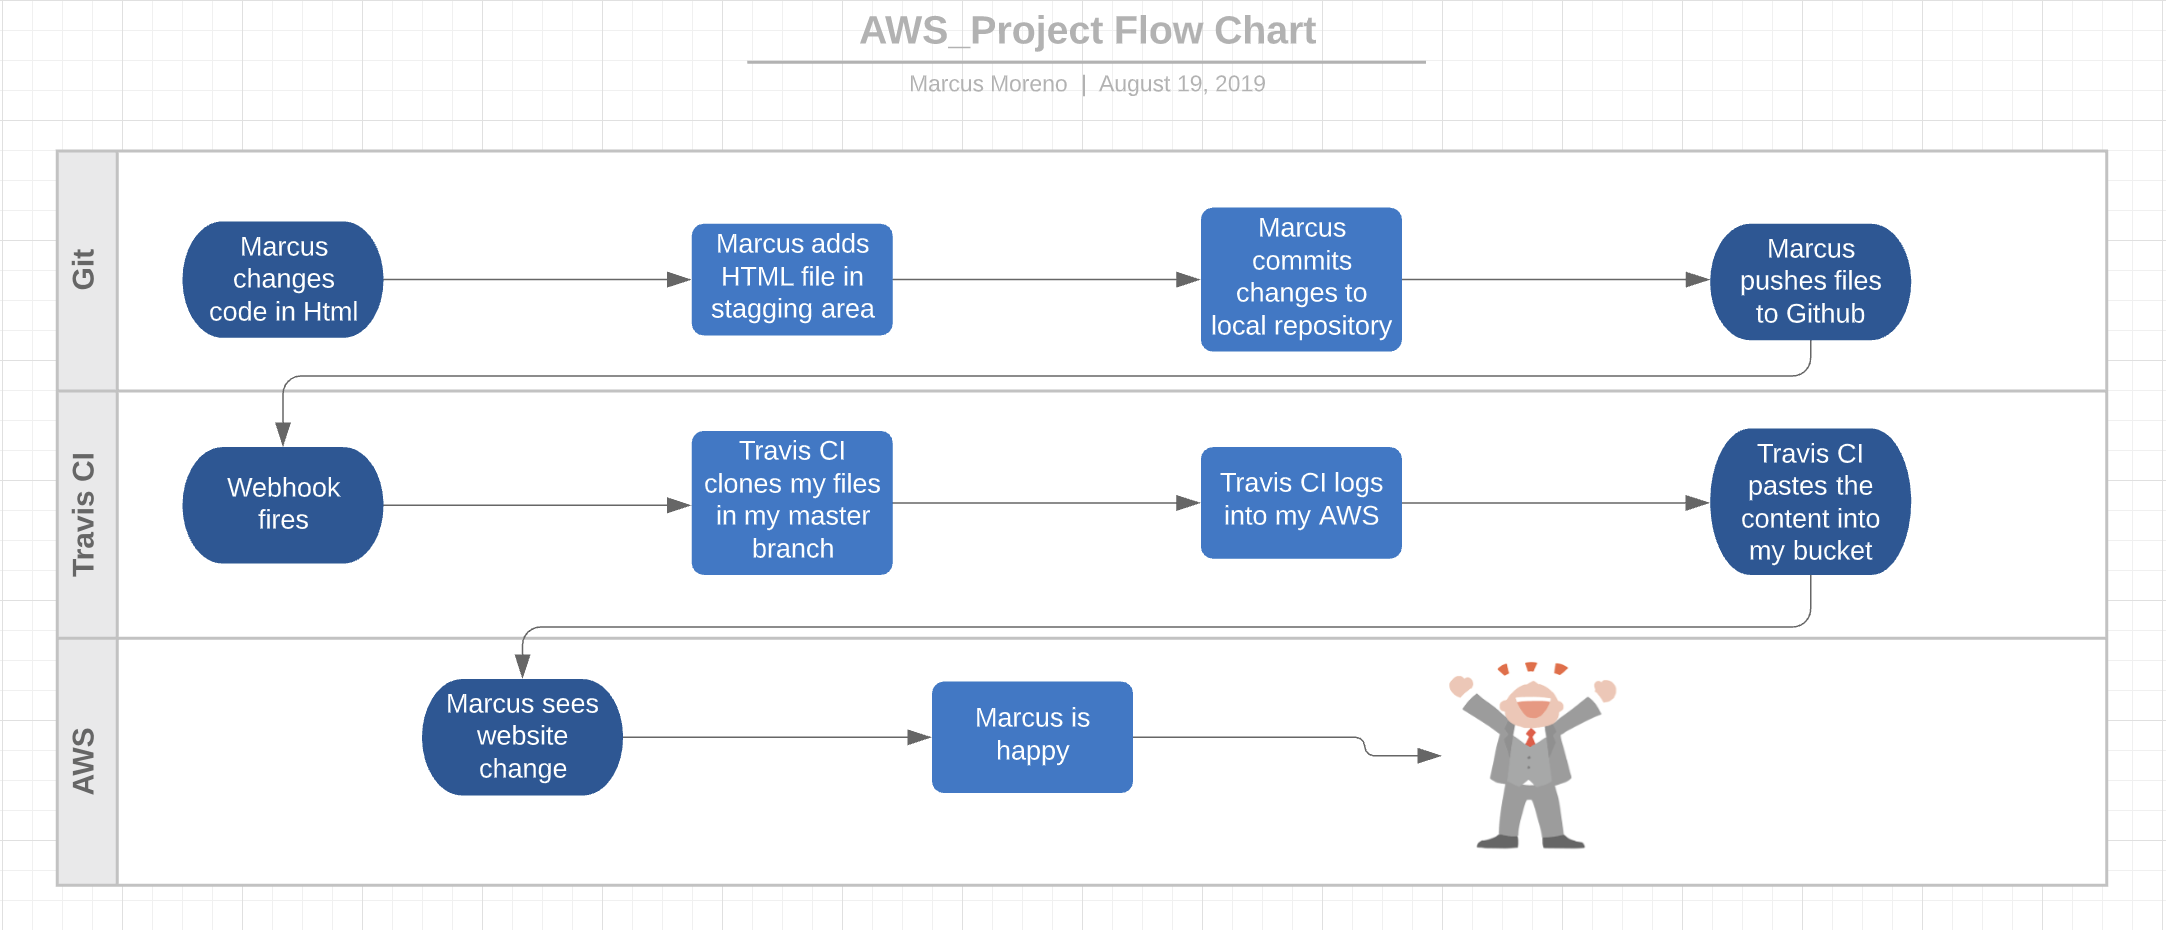 AWS_Project Flow Chart
Marcus Moreno | August 19, 2019
Git
Marcus
changes
code in Html
Marcus adds
HTML file in
stagging area
Marcus
commits
changes to
local repository
Marcus
pushes files
to Github
Travis CI
Webhook
fires
Travis CI
clones my files
in my master
branch
Travis CI logs
into my AWS
Travis CI
pastes the
content into
my bucket
AWS
Marcus sees
website
change
Marcus is
happy